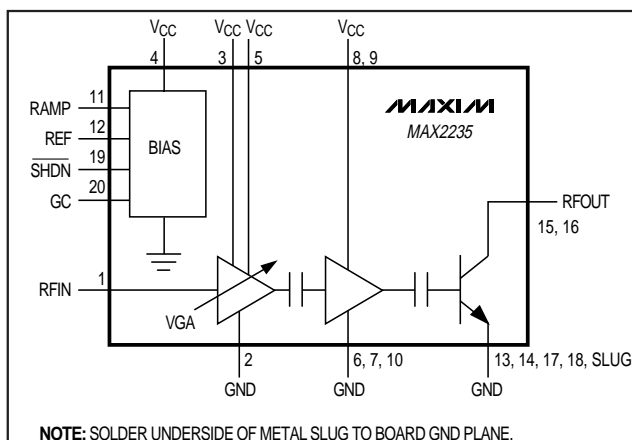 VCC VCC VCC
4 3 5 8, 9
MAXIM
MAX2235
11
RAMP
12
REF
BIAS
19
SHDN
20
GC
RFOUT
15, 16
1
RFIN
VGA
2 6, 7, 10 13, 14, 17, 18, SLUG
GND GND GND
NOTE: SOLDER UNDERSIDE OF METAL SLUG TO BOARD GND PLANE.